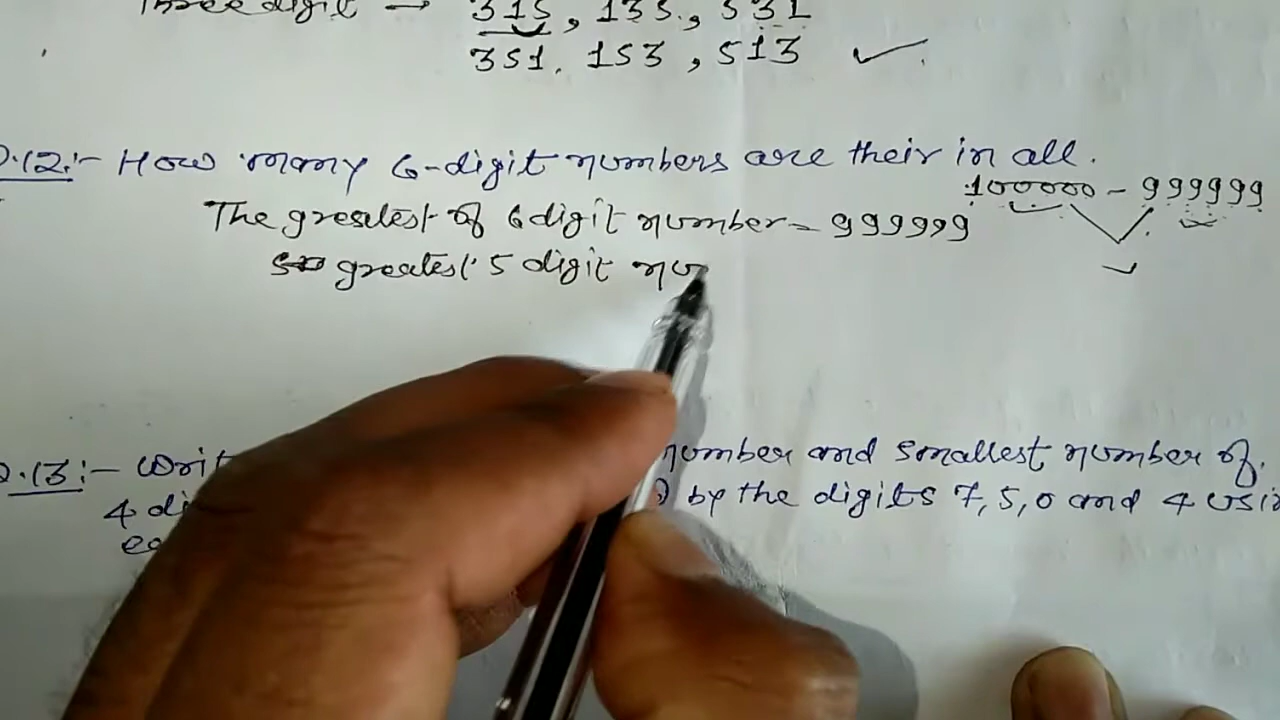 Three digit → 315, 135, 531
351, 153, 513 ✓
Q.12:- How many 6-digit numbers are their in all.
100000 - 999999
The greatest of 6 digit number = 999999
greatest 5 digit nu
Q.13:- Writ number and smallest number of
4 di by the digits 7, 5, 0 and 4 usi
ea